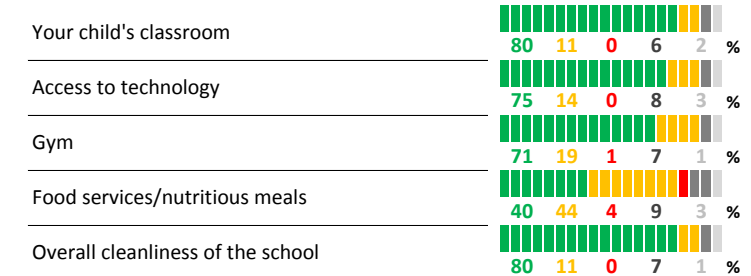 Your child's classroom
80 11 0 6 2 %
Access to technology
75 14 0 8 3 %
Gym
71 19 1 7 1 %
Food services/nutritious meals
40 44 4 9 3 %
Overall cleanliness of the school
80 11 0 7 1 %